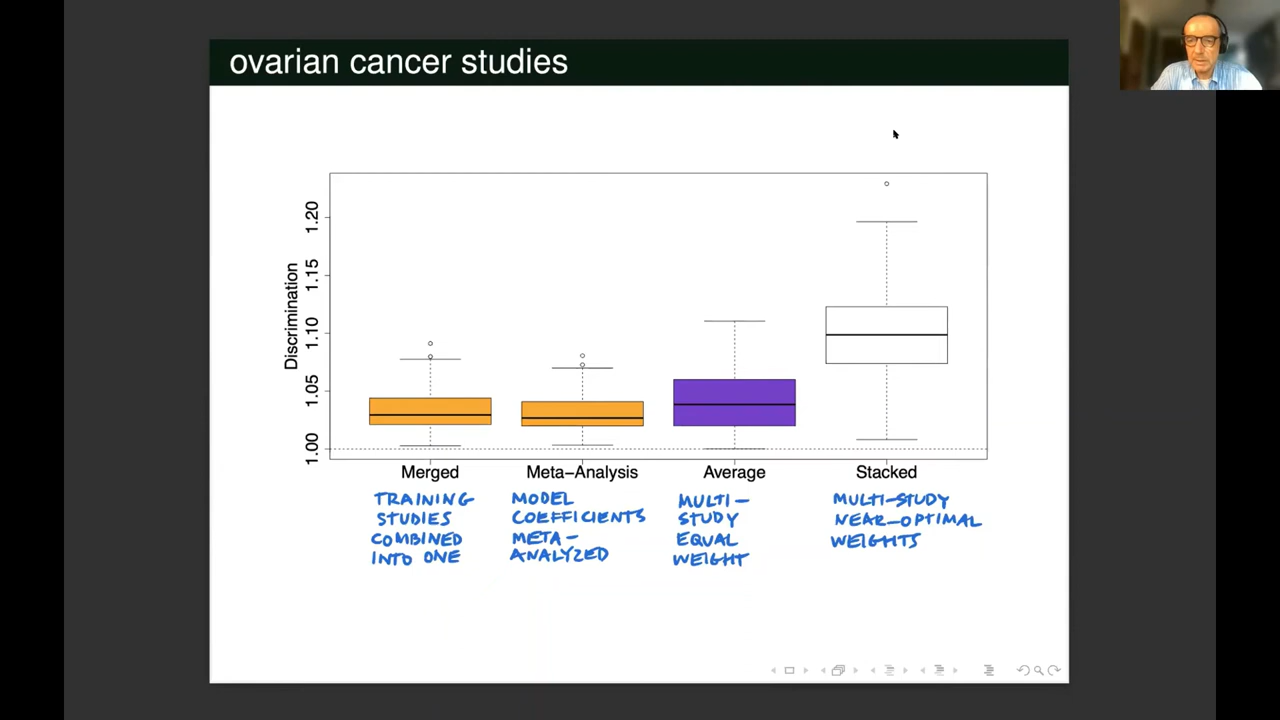 ovarian cancer studies
Discrimination
1.20
1.15
1.10
1.05
1.00
Merged Meta-Analysis Average Stacked
TRAINING STUDIES COMBINED INTO ONE
MODEL COEFFICIENTS META-ANALYZED
MULTI-STUDY EQUAL WEIGHT
MULTI-STUDY NEAR-OPTIMAL WEIGHTS